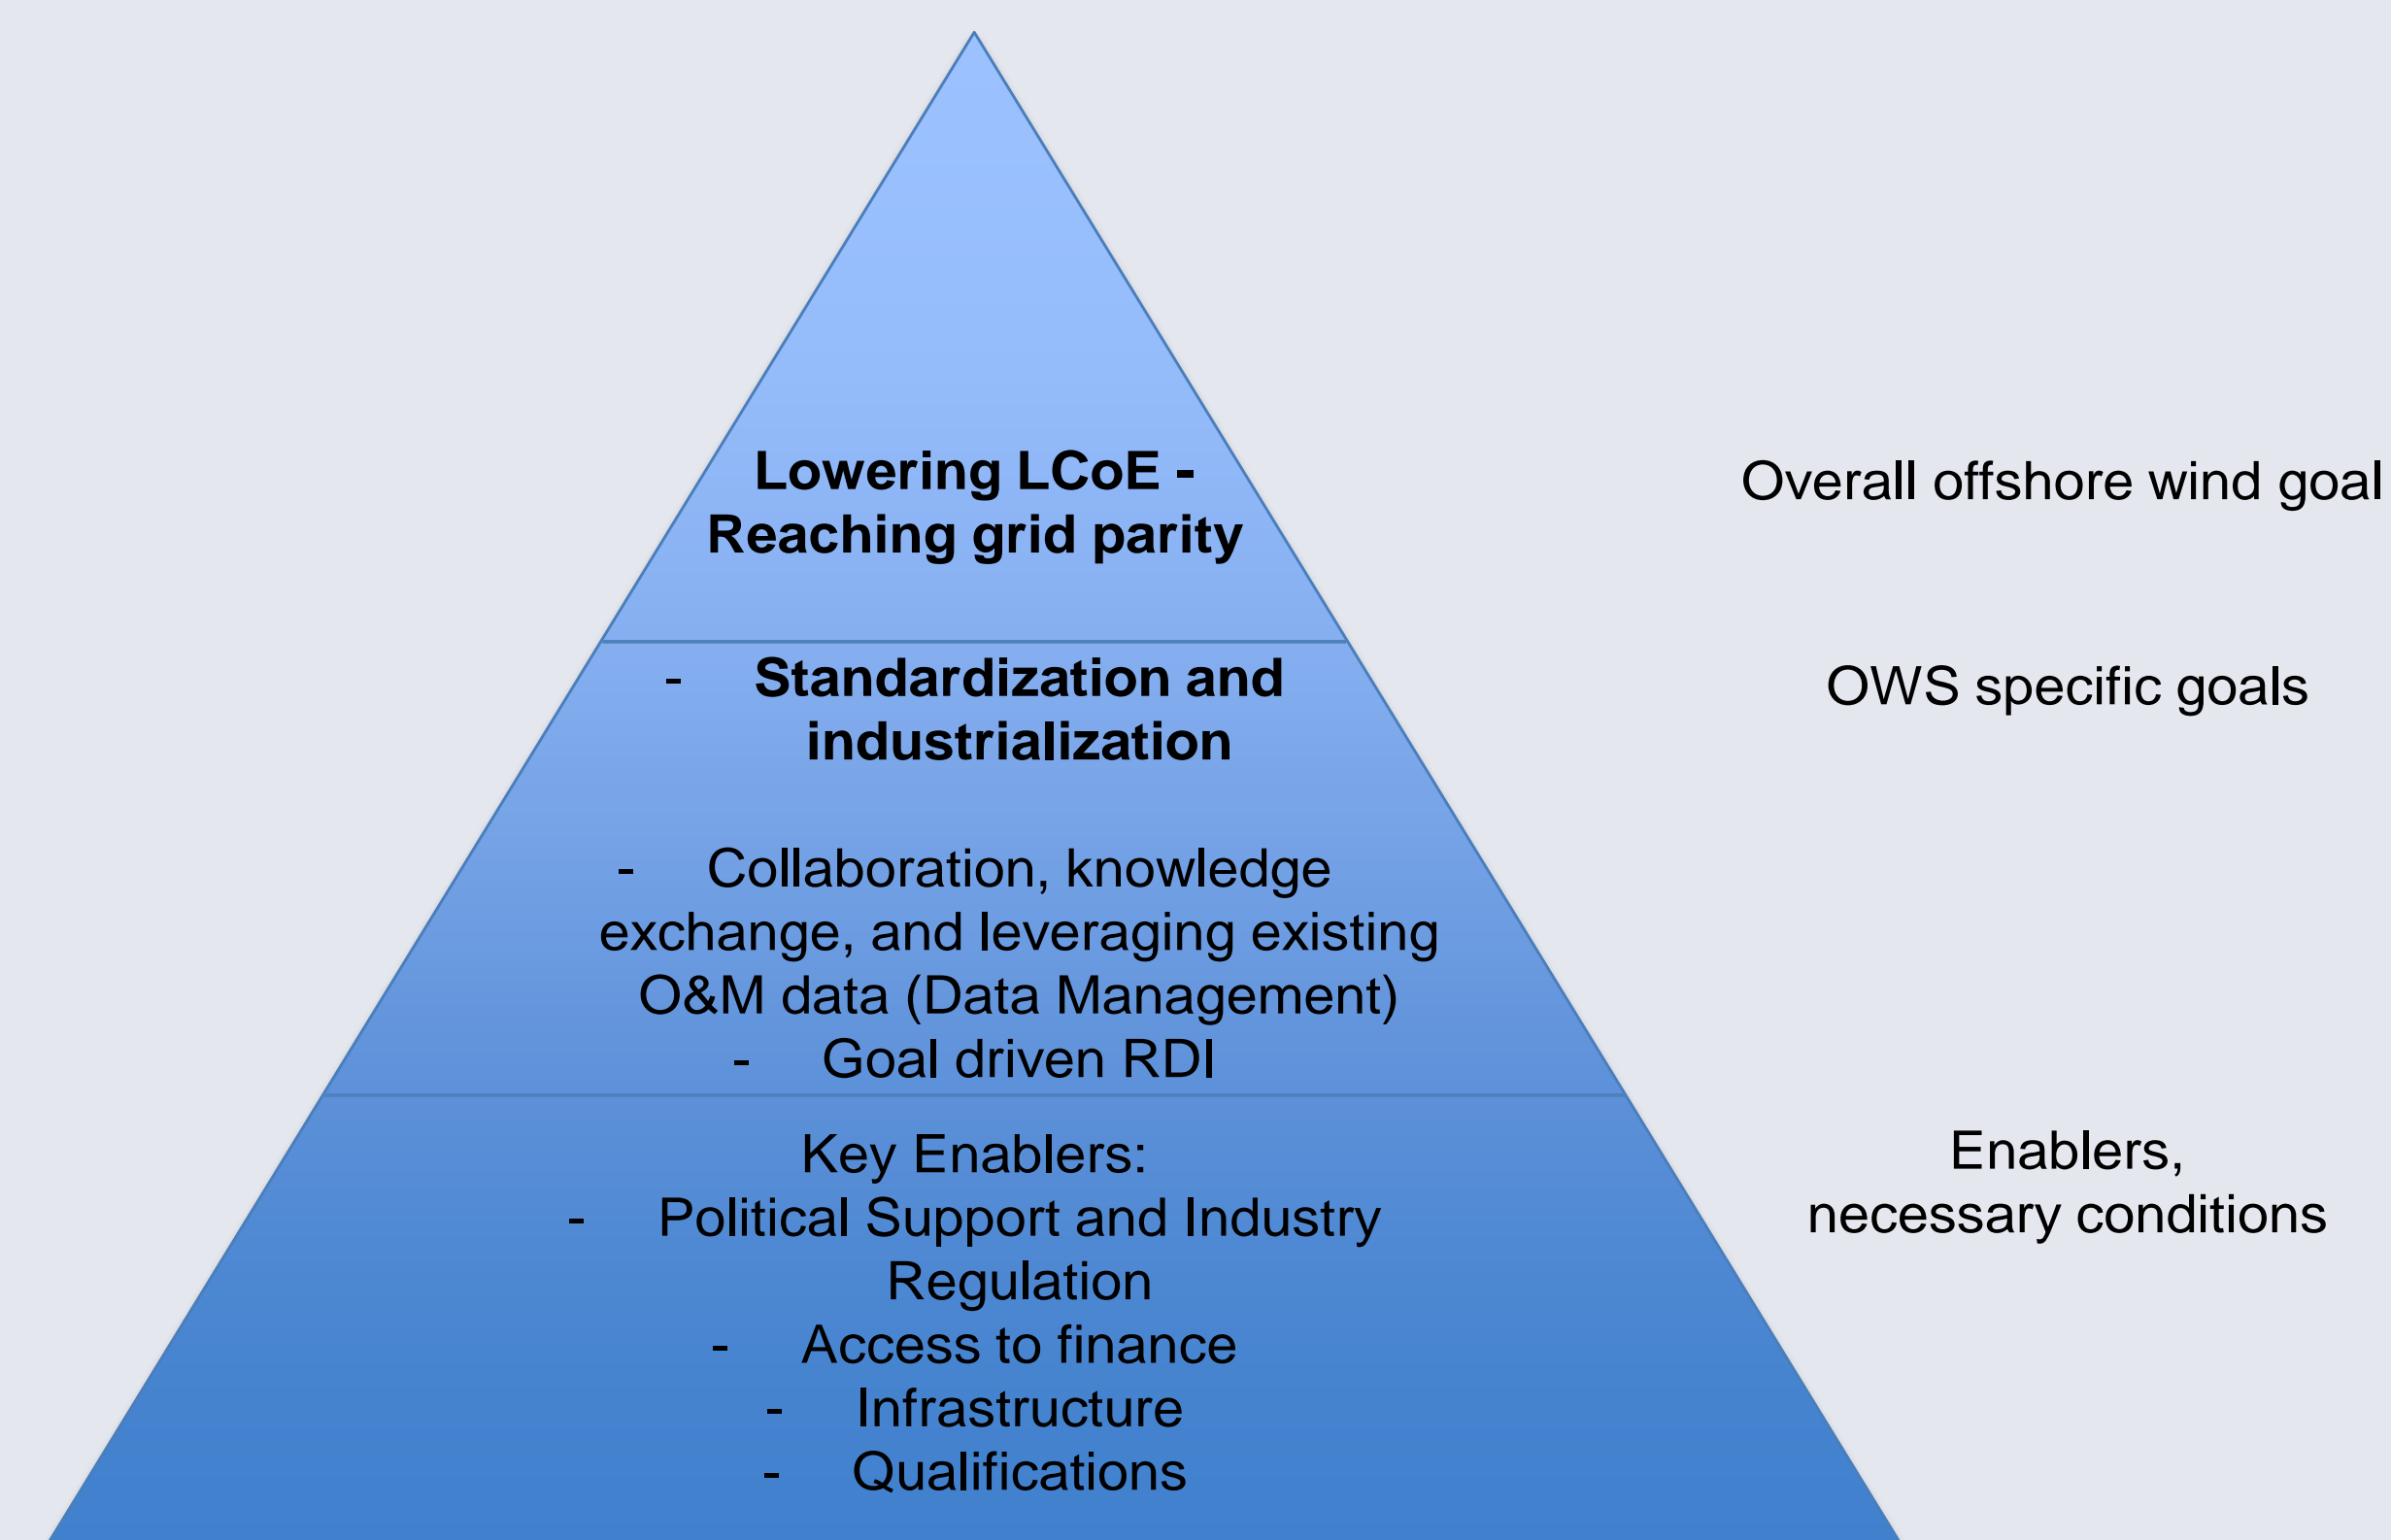 Lowering LCoE -
Reaching grid parity
Overall offshore wind goal
- Standardization and
industrialization
OWS specific goals
- Collaboration, knowledge
exchange, and leveraging existing
O&M data (Data Management)
- Goal driven RDI
Key Enablers:
- Political Support and Industry
Regulation
- Access to finance
- Infrastructure
- Qualifications
Enablers,
necessary conditions